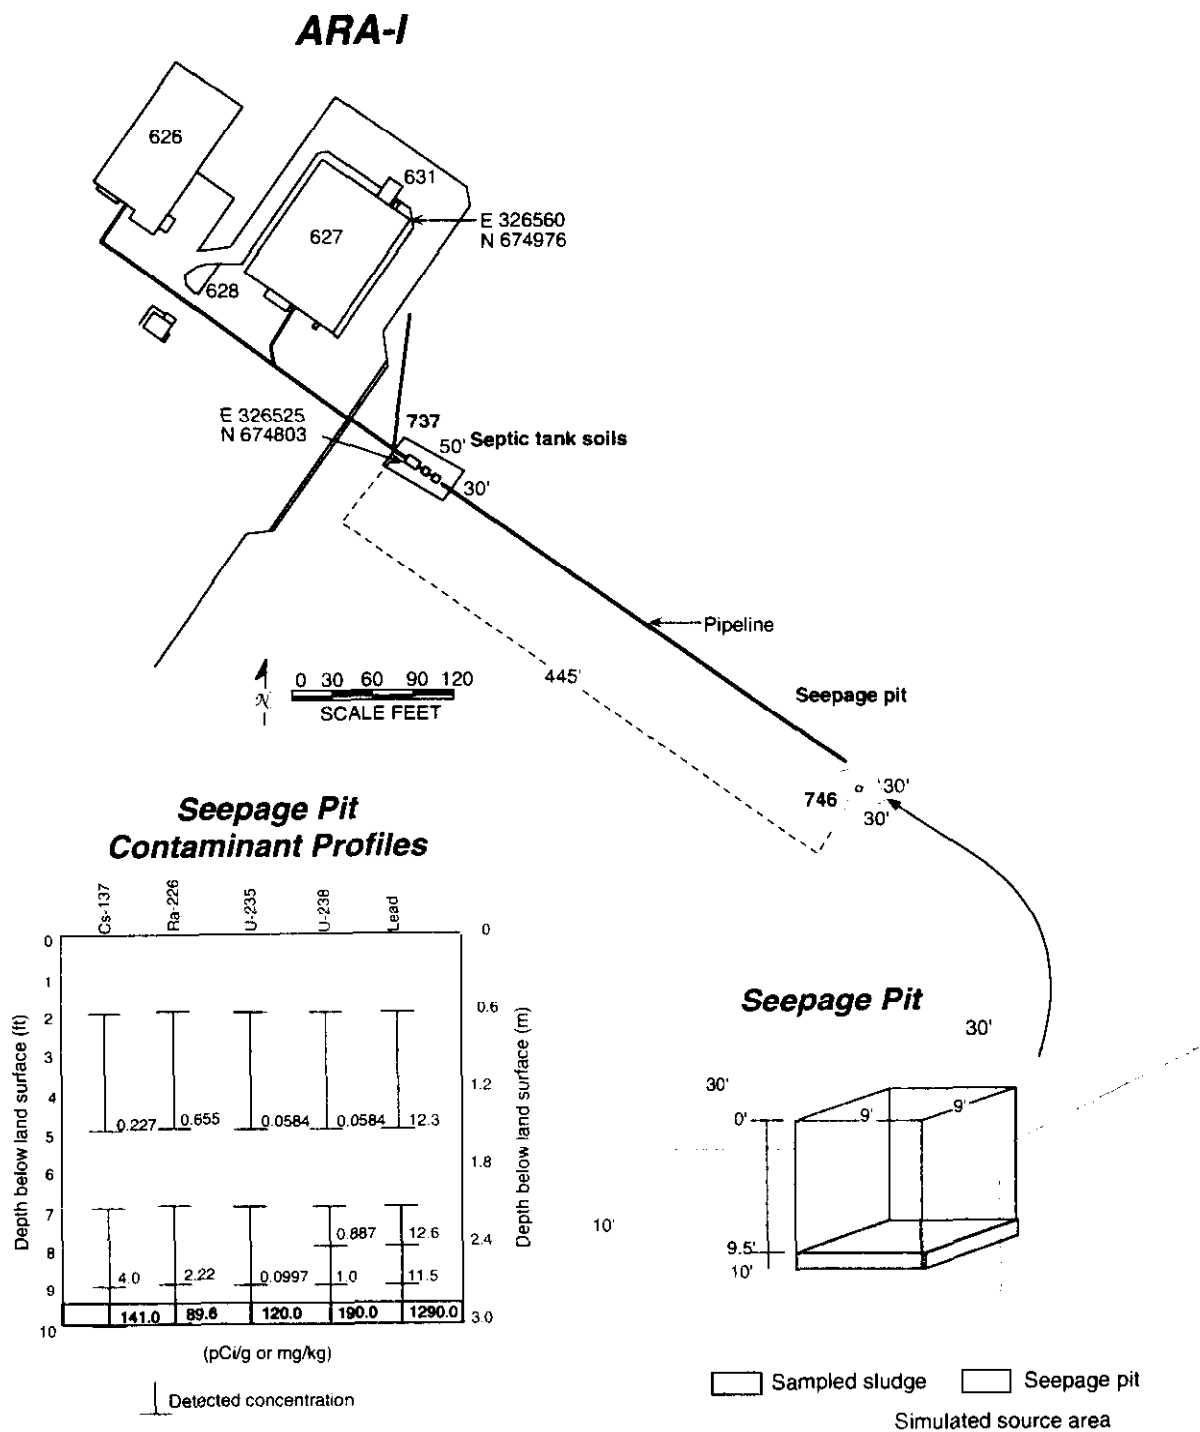 ARA-I
626
631
E 326560
N 674976
627
628
E 326525
N 674803
737
50'
Septic tank soils
30'
Pipeline
445'
N
0 30 60 90 120
SCALE FEET
Seepage pit
746
30'
30'
Seepage Pit
Contaminant Profiles
Cs-137
Ra-226
U-235
U-238
Lead
Depth below land surface (ft)
0
1
2
3
4
5
6
7
8
9
10
0.227 0.655 0.0584 0.0584 12.3
0.887 12.6
4.0 2.22 0.0997 1.0 11.5
141.0 89.6 120.0 190.0 1290.0
0
0.6
1.2
1.8
2.4
3.0
Depth below land surface (m)
(pCi/g or mg/kg)
Detected concentration
Seepage Pit
30'
30'
0'
9'
9'
10'
9.5'
10'
Sampled sludge
Seepage pit
Simulated source area